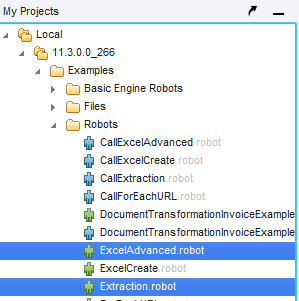 My Projects
Local
11.3.0.0_266
Examples
Basic Engine Robots
Files
Robots
CallExcelAdvanced.robot
CallExcelCreate.robot
CallExtraction.robot
CallForEachURL.robot
DocumentTransformationInvoiceExample
DocumentTransformationInvoiceExample
ExcelAdvanced.robot
ExcelCreate.robot
Extraction.robot